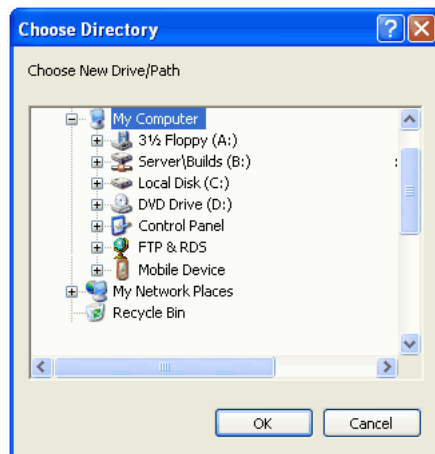 Choose Directory
Choose New Drive/Path
My Computer
3½ Floppy (A:)
Server\Builds (B:)
Local Disk (C:)
DVD Drive (D:)
Control Panel
FTP & RDS
Mobile Device
My Network Places
Recycle Bin
OK Cancel